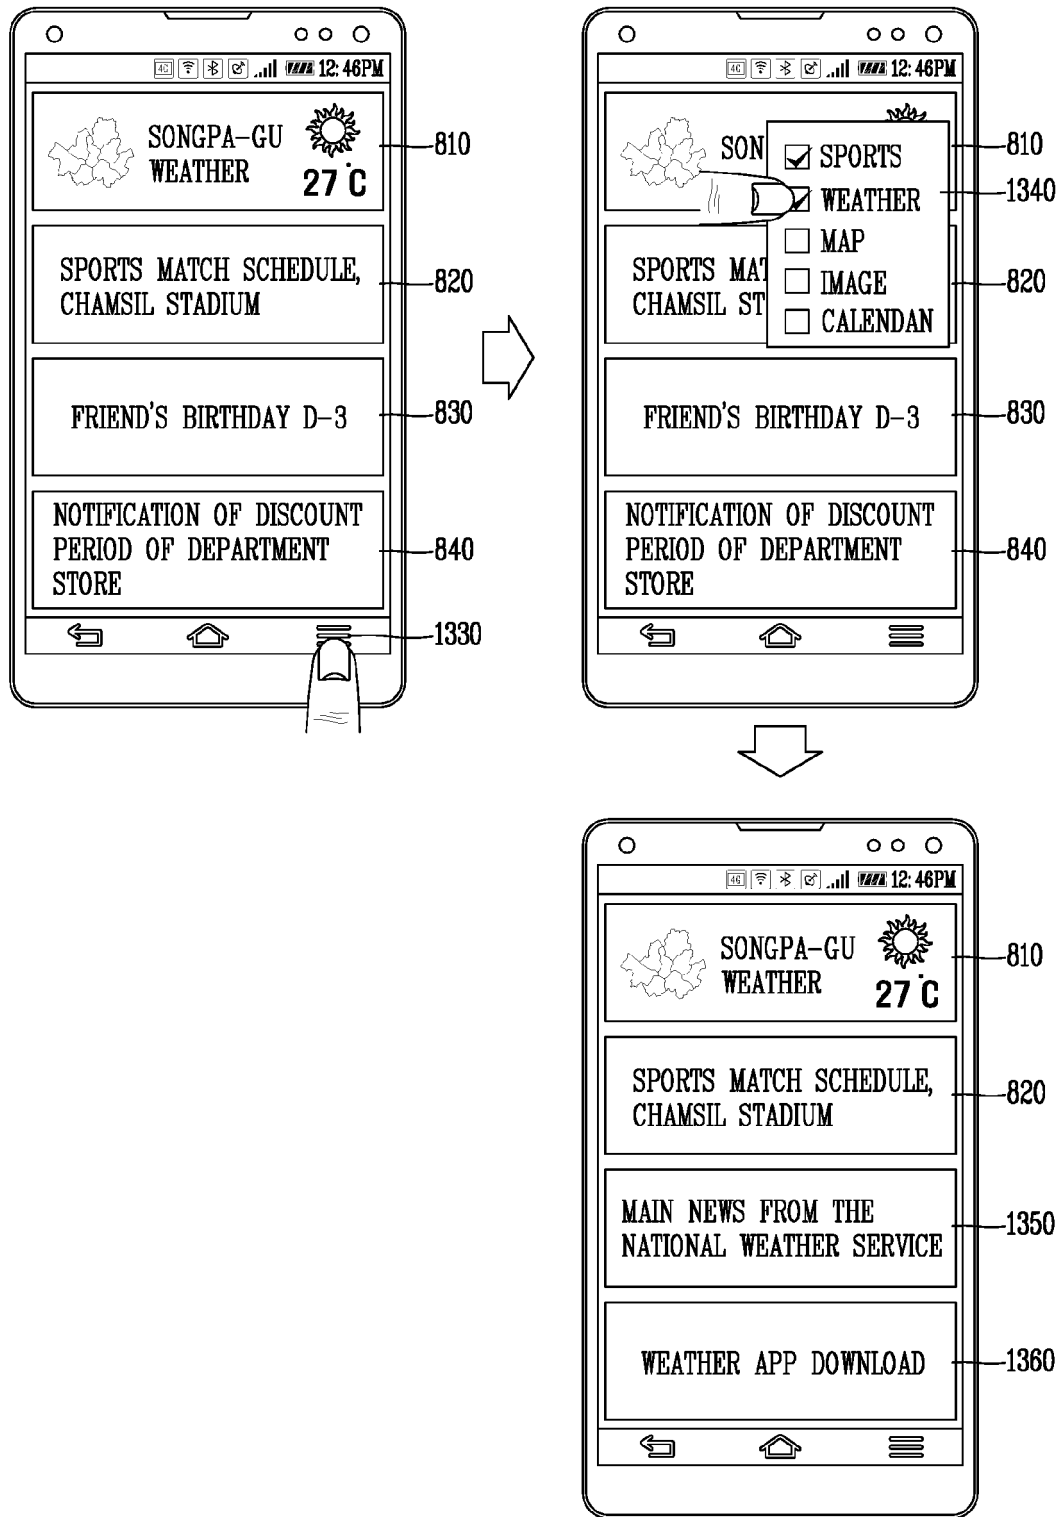 4G 12:46PM
SONGPA-GU
WEATHER
27°C
810
SPORTS MATCH SCHEDULE,
CHAMSIL STADIUM
820
FRIEND'S BIRTHDAY D-3
830
NOTIFICATION OF DISCOUNT
PERIOD OF DEPARTMENT
STORE
840
1330
4G 12:46PM
SON
810
SPORTS
WEATHER
MAP
IMAGE
CALENDAN
1340
SPORTS MAT
CHAMSIL ST
820
FRIEND'S BIRTHDAY D-3
830
NOTIFICATION OF DISCOUNT
PERIOD OF DEPARTMENT
STORE
840
4G 12:46PM
SONGPA-GU
WEATHER
27°C
810
SPORTS MATCH SCHEDULE,
CHAMSIL STADIUM
820
MAIN NEWS FROM THE
NATIONAL WEATHER SERVICE
1350
WEATHER APP DOWNLOAD
1360